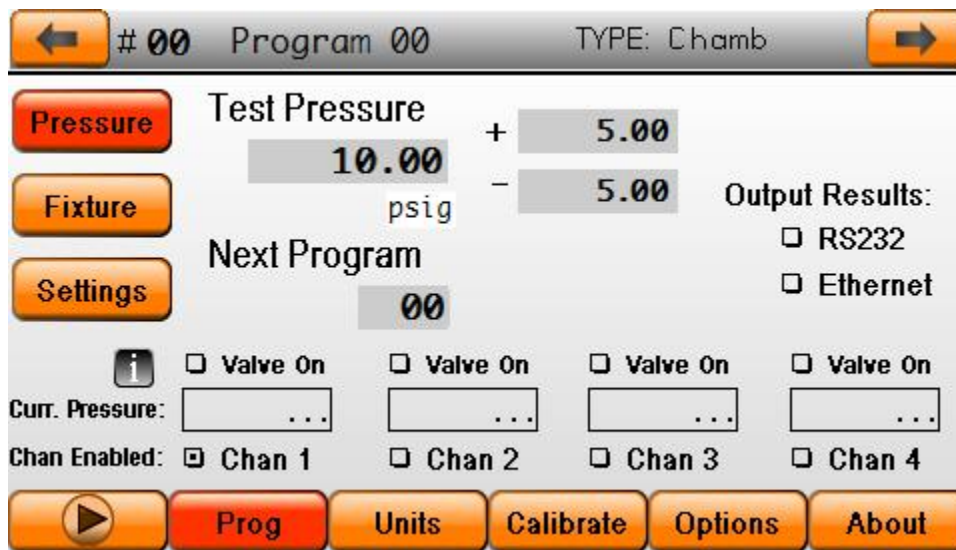 # 00 Program 00 TYPE: Chamb
Pressure
Test Pressure
10.00
psig
+ 5.00
- 5.00
Fixture
Settings
Next Program
00
Output Results:
RS232
Ethernet
i
Valve On Valve On Valve On Valve On
Curr. Pressure: ... ... ... ...
Chan Enabled: Chan 1 Chan 2 Chan 3 Chan 4
Prog Units Calibrate Options About